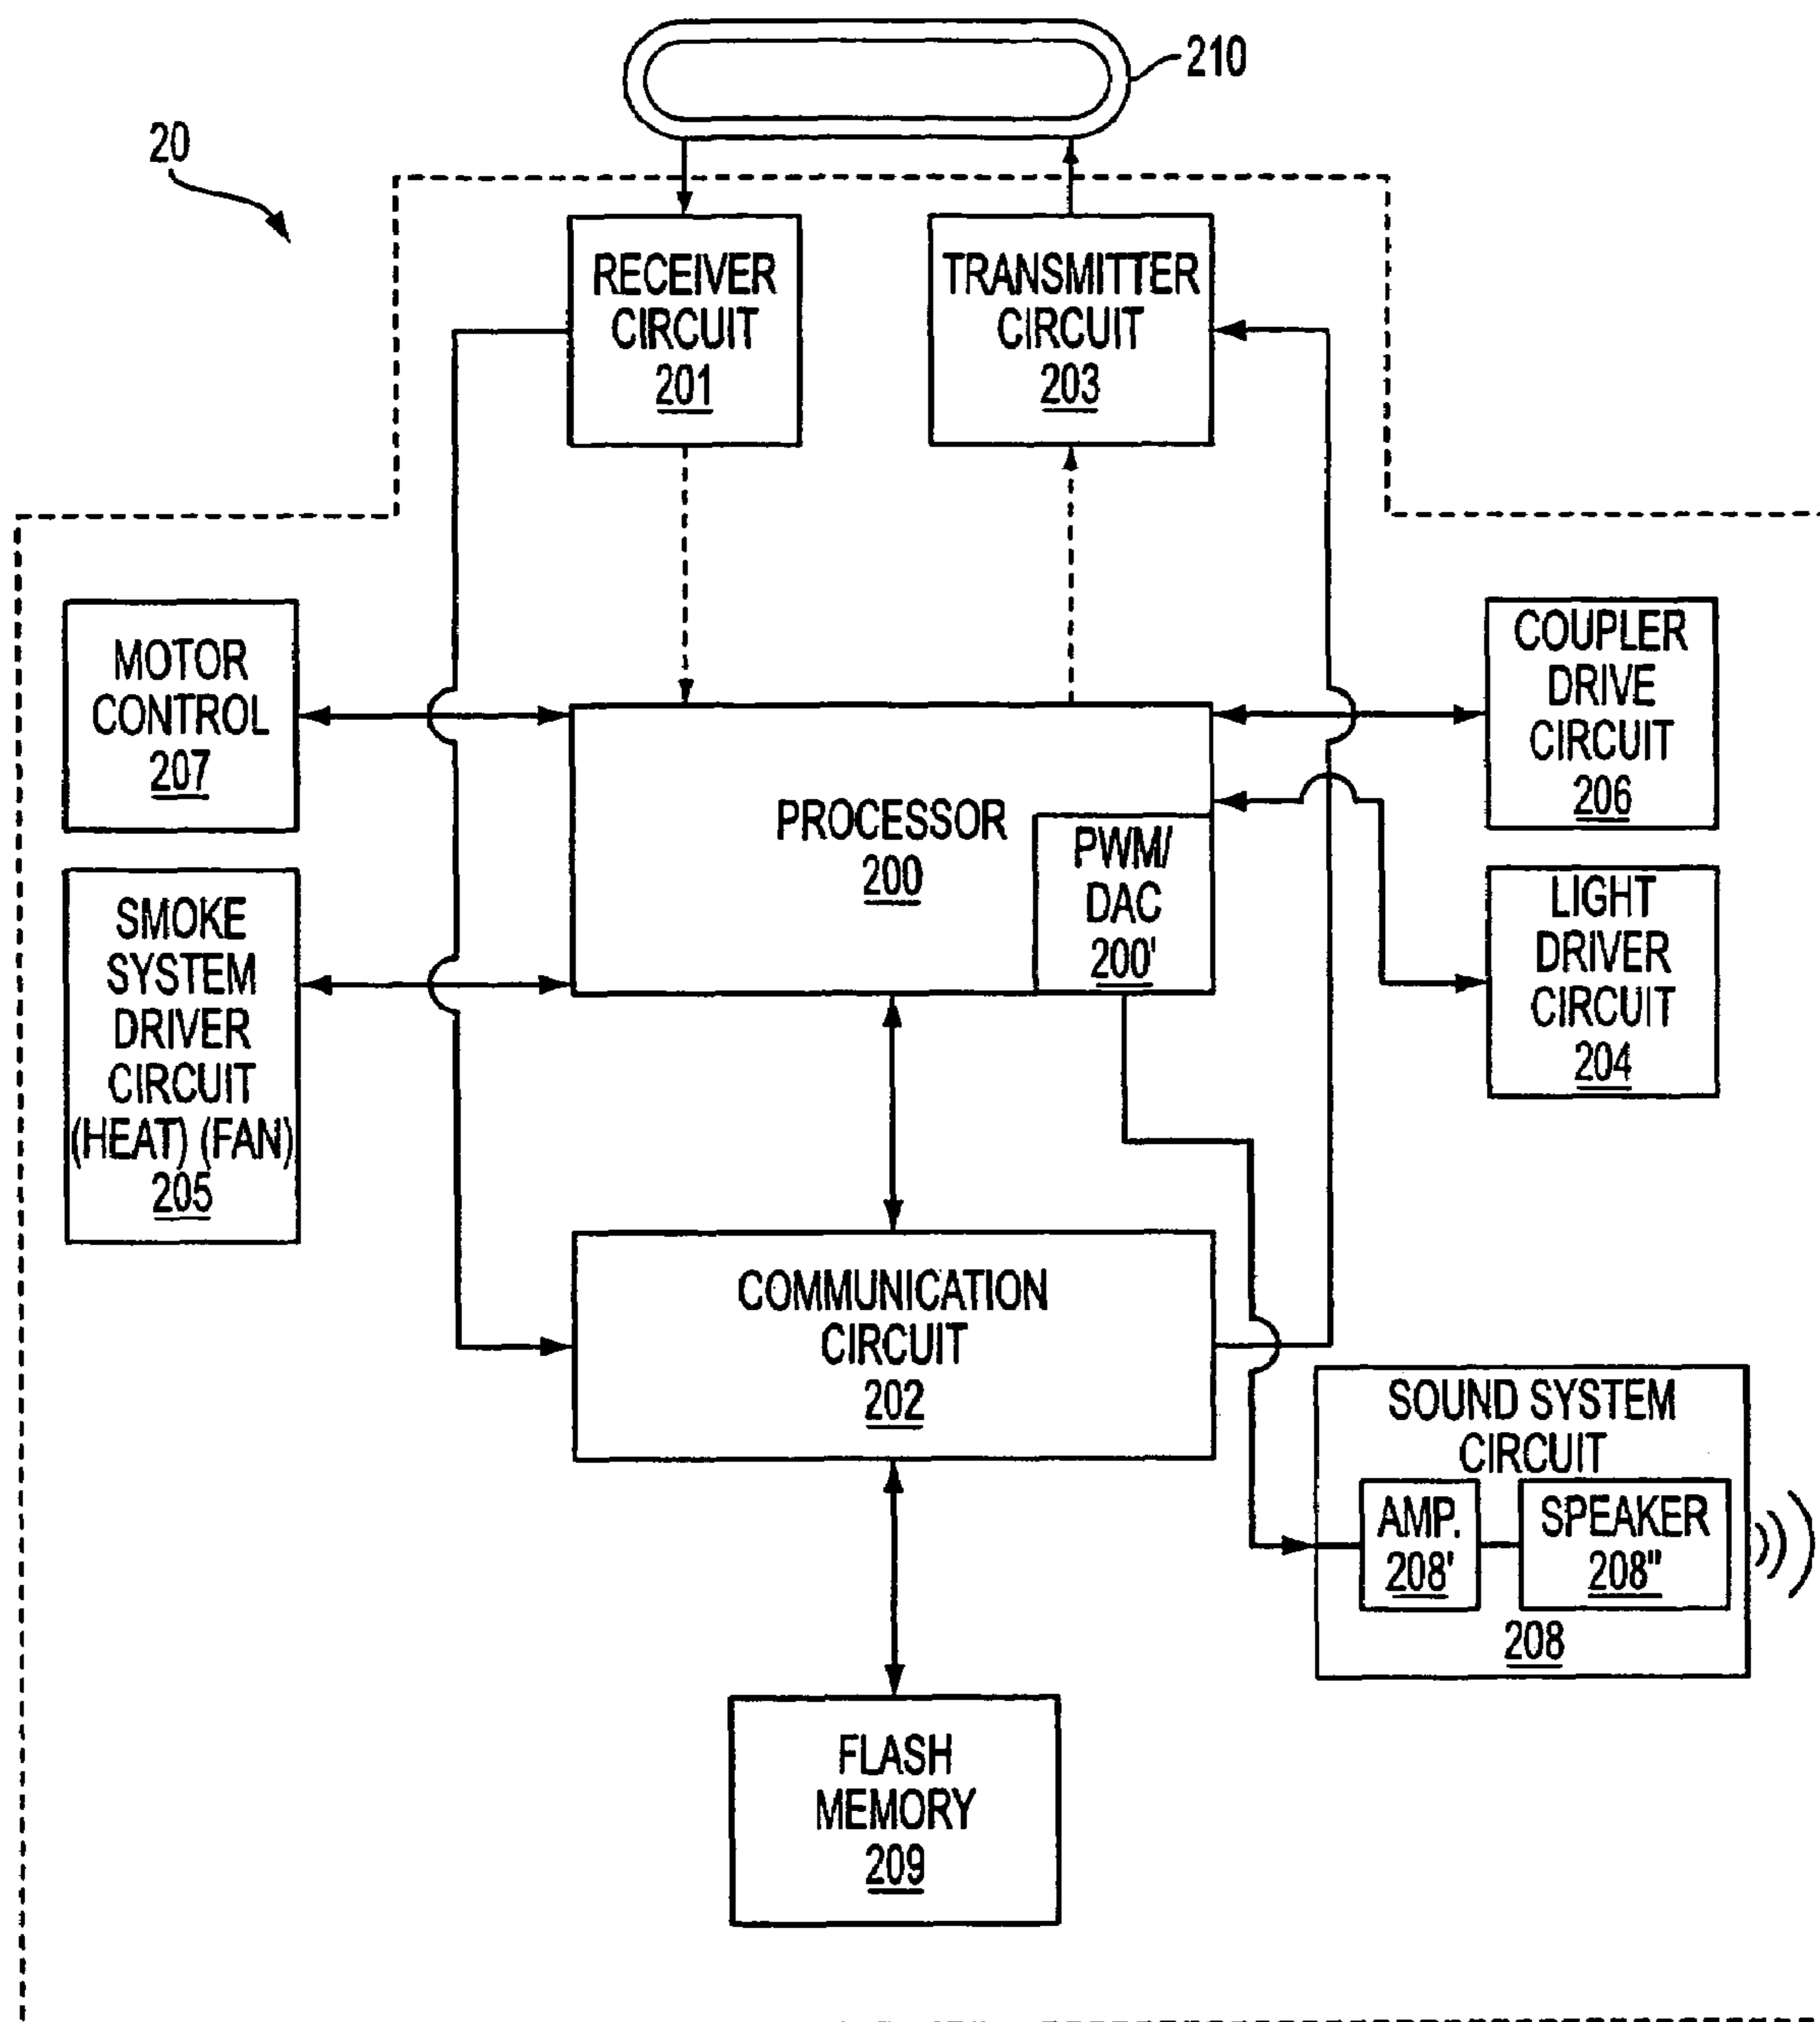 210
20
RECEIVER
CIRCUIT
201
TRANSMITTER
CIRCUIT
203
MOTOR
CONTROL
207
COUPLER
DRIVE
CIRCUIT
206
PROCESSOR
200
PWM/
DAC
200'
SMOKE
SYSTEM
DRIVER
CIRCUIT
(HEAT) (FAN)
205
LIGHT
DRIVER
CIRCUIT
204
COMMUNICATION
CIRCUIT
202
SOUND SYSTEM
CIRCUIT
AMP.
208'
SPEAKER
208"
208
FLASH
MEMORY
209